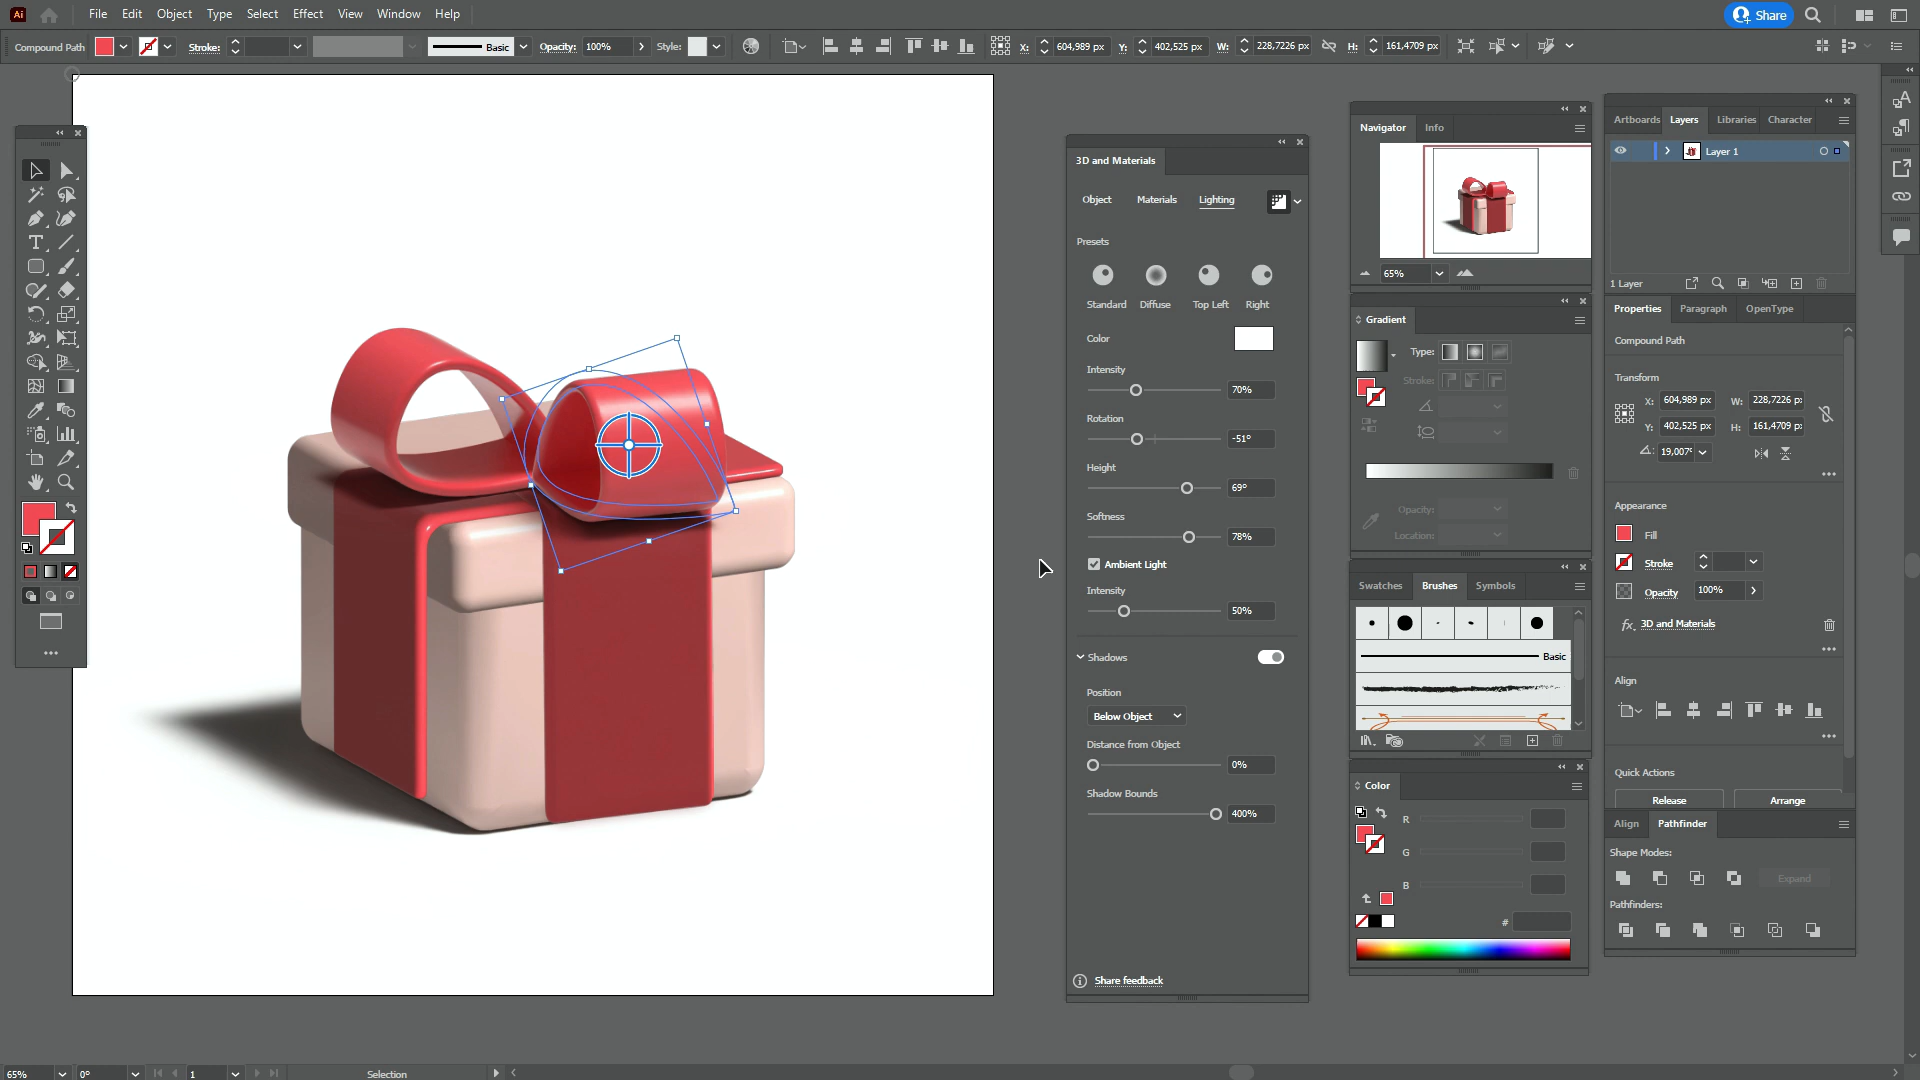 Ai File Edit Object Type Select Effect View Window Help Share
Compound Path Stroke: Basic Opacity: 100% Style: X: 604,989 px Y: 402,525 px W: 228,7226 px H: 161,4709 px
3D and Materials
Object Materials Lighting
Presets
Standard Diffuse Top Left Right
Color
Intensity
70%
Rotation
-51°
Height
69°
Softness
78%
Ambient Light
Intensity
50%
Shadows
Position
Below Object
Distance from Object
0%
Shadow Bounds
400%
Share feedback
Navigator Info
65%
Gradient
Type:
Stroke:
Opacity:
Location:
Swatches Brushes Symbols
Basic
Color
R
G
B
#
Artboards Layers Libraries Character
Layer 1
1 Layer
Properties Paragraph OpenType
Compound Path
Transform
X: 604,989 px W: 228,7226 px
Y: 402,525 px H: 161,4709 px
19,007°
Appearance
Fill
Stroke
Opacity 100%
fx. 3D and Materials
Align
Quick Actions
Release Arrange
Align Pathfinder
Shape Modes:
Expand
Pathfinders:
65% 0° 1 Selection